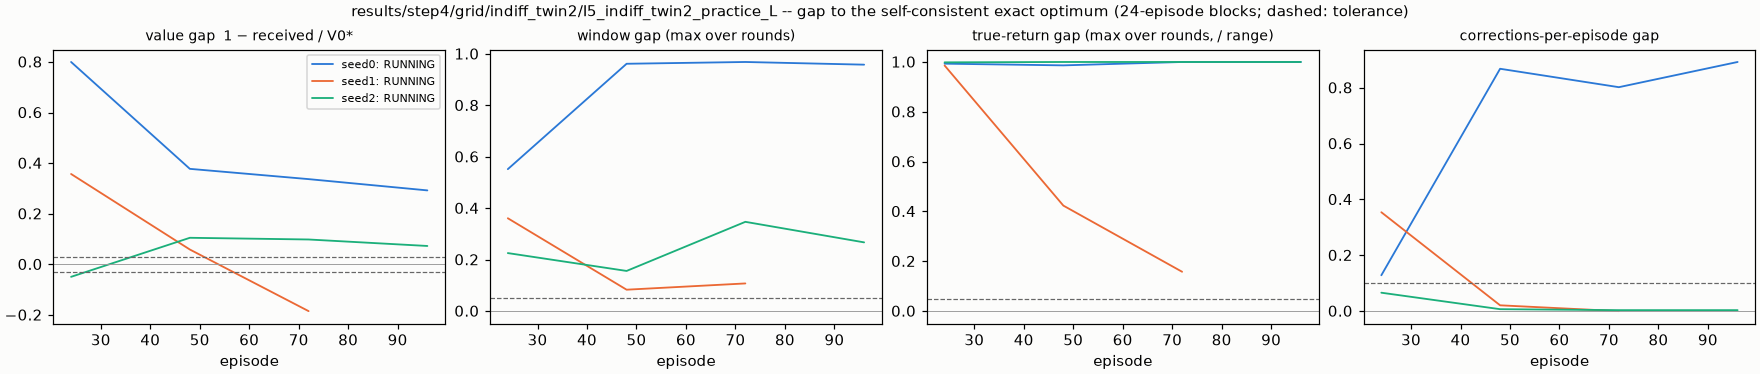 results/step4/grid/indiff_twin2/l5_indiff_twin2_practice_L -- gap to the self-consistent exact optimum (24-episode blocks; dashed: tolerance)
value gap 1 − received / V0*
0.8
0.6
0.4
0.2
0.0
−0.2
30 40 50 60 70 80 90
episode
seed0: RUNNING
seed1: RUNNING
seed2: RUNNING
window gap (max over rounds)
1.0
0.8
0.6
0.4
0.2
0.0
30 40 50 60 70 80 90
episode
true-return gap (max over rounds, / range)
1.0
0.8
0.6
0.4
0.2
0.0
30 40 50 60 70 80 90
episode
corrections-per-episode gap
0.8
0.6
0.4
0.2
0.0
30 40 50 60 70 80 90
episode